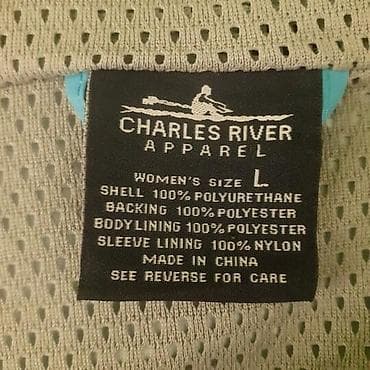 CHARLES RIVER
APPAREL
WOMEN'S SIZE L
SHELL 100% POLYURETHANE
BACKING 100% POLYESTER
BODY LINING 100% POLYESTER
SLEEVE LINING 100% NYLON
MADE IN CHINA
SEE REVERSE FOR CARE